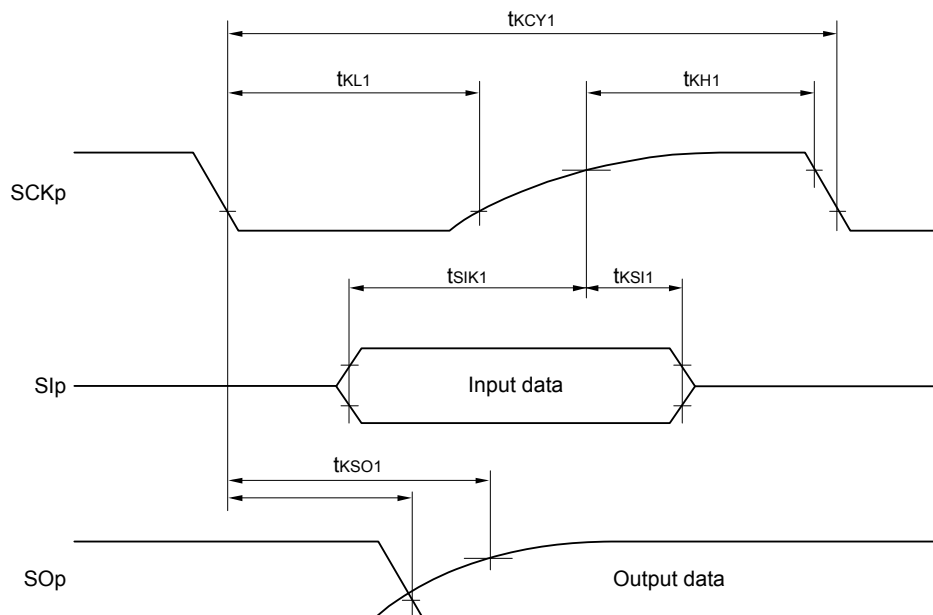 tKCY1
tKL1
tKH1
SCKp
tSIK1
tKSI1
SIp
Input data
tKSO1
SOp
Output data